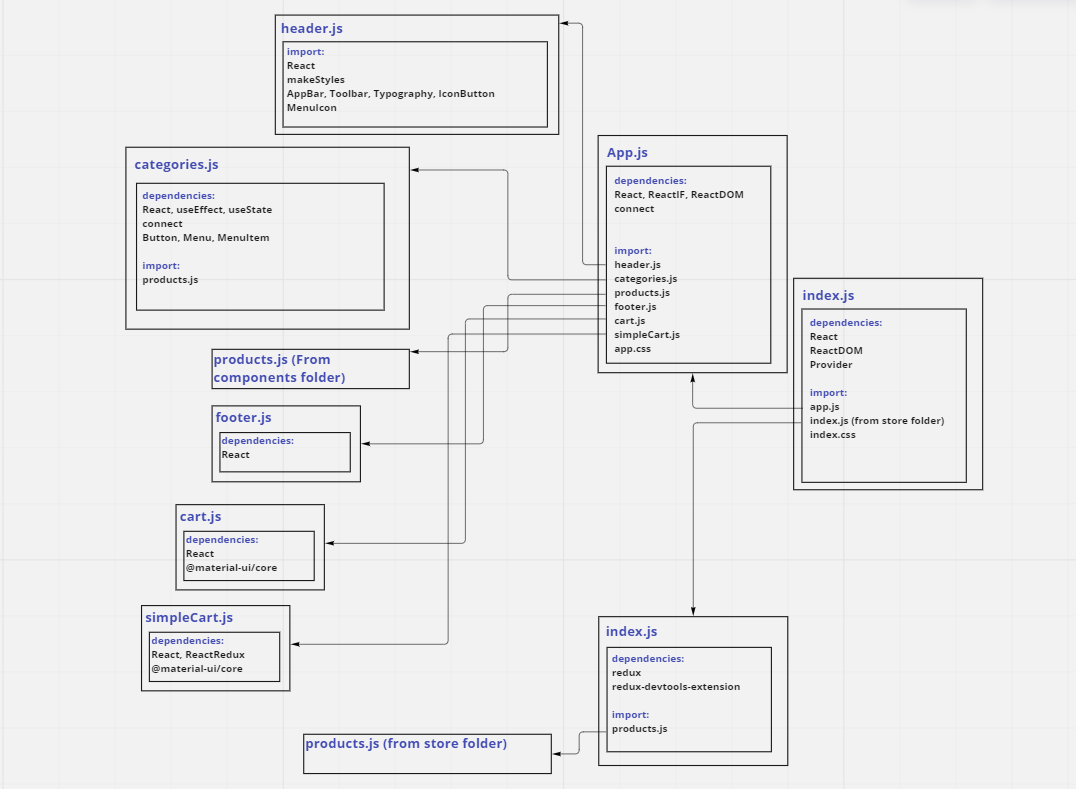 header.js
import:
React
makeStyles
AppBar, Toolbar, Typography, IconButton
MenuIcon
categories.js
dependencies:
React, useEffect, useState
connect
Button, Menu, MenuItem
import:
products.js
products.js (From
components folder)
footer.js
dependencies:
React
cart.js
dependencies:
React
@material-ui/core
simpleCart.js
dependencies:
React, ReactRedux
@material-ui/core
App.js
dependencies:
React, ReactIF, ReactDOM
connect
import:
header.js
categories.js
products.js
footer.js
cart.js
simpleCart.js
app.css
index.js
dependencies:
React
ReactDOM
Provider
import:
app.js
index.js (from store folder)
index.css
index.js
dependencies:
redux
redux-devtools-extension
import:
products.js
products.js (from store folder)